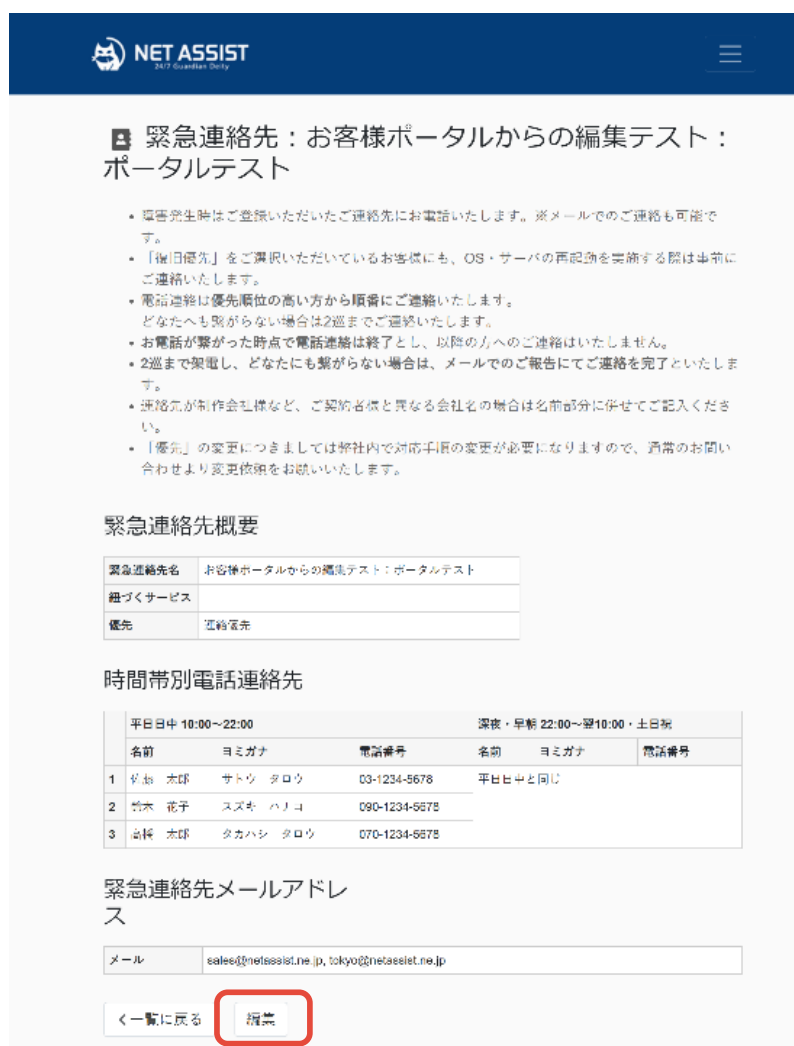 NET ASSIST
24/7 Guardian Deity
緊急連絡先：お客様ポータルからの編集テスト：
ポータルテスト
• 障害発生時はご登録いただいたご連絡先にお電話いたします。※メールでのご連絡も可能で
す。
• 「復旧優先」をご選択いただいているお客様にも、OS・サーバの再起動を実施する際は事前に
ご連絡いたします。
• 電話連絡は優先順位の高い方から順番にご連絡いたします。
どなたへも繋がらない場合は2巡までご連絡いたします。
• お電話が繋がった時点で電話連絡は終了とし、以降の方へのご連絡はいたしません。
• 2巡まで架電し、どなたにも繋がらない場合は、メールでのご報告にてご連絡を完了といたしま
す。
• 連絡先が制作会社様など、ご契約者様と異なる会社名の場合は名前部分に併せてご記入くださ
い。
• 「優先」の変更につきましては弊社内で対応手順の変更が必要になりますので、通常のお問い
合わせより変更依頼をお願いいたします。
緊急連絡先概要
緊急連絡先名 お客様ポータルからの編集テスト：ポータルテスト
紐づくサービス
優先 連絡優先
時間帯別電話連絡先
平日日中 10:00～22:00 深夜・早朝 22:00～翌10:00・土日祝
名前 ヨミガナ 電話番号 名前 ヨミガナ 電話番号
1 佐藤 太郎 サトウ タロウ 03-1234-5678 平日日中と同じ
2 鈴木 花子 スズキ ハナコ 090-1234-5678
3 高橋 太郎 タカハシ タロウ 070-1234-5678
緊急連絡先メールアドレ
ス
メール sales@netassist.ne.jp, tokyo@netassist.ne.jp
く一覧に戻る 編集